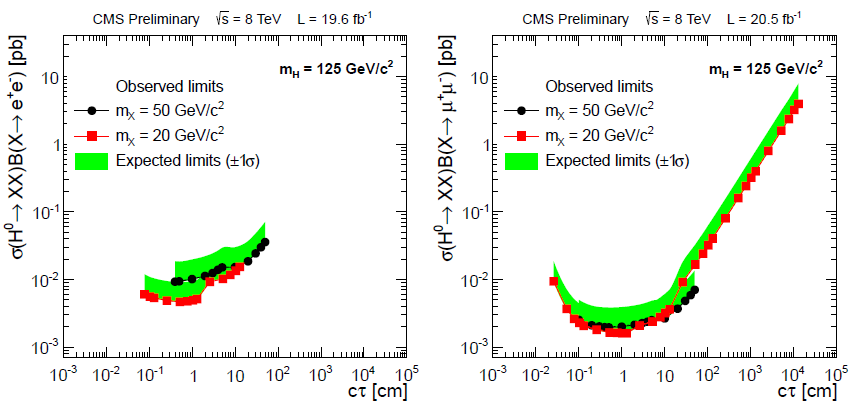 CMS Preliminary √s = 8 TeV L = 19.6 fb⁻¹
σ(H⁰→ XX)B(X→ e⁺e⁻) [pb]
m_H = 125 GeV/c²
Observed limits
m_X = 50 GeV/c²
m_X = 20 GeV/c²
Expected limits (±1σ)
10
1
10⁻¹
10⁻²
10⁻³
10⁻³ 10⁻² 10⁻¹ 1 10 10² 10³ 10⁴ 10⁵
cτ [cm]
CMS Preliminary √s = 8 TeV L = 20.5 fb⁻¹
σ(H⁰→ XX)B(X→ μ⁺μ⁻) [pb]
m_H = 125 GeV/c²
Observed limits
m_X = 50 GeV/c²
m_X = 20 GeV/c²
Expected limits (±1σ)
10
1
10⁻¹
10⁻²
10⁻³
10⁻³ 10⁻² 10⁻¹ 1 10 10² 10³ 10⁴ 10⁵
cτ [cm]